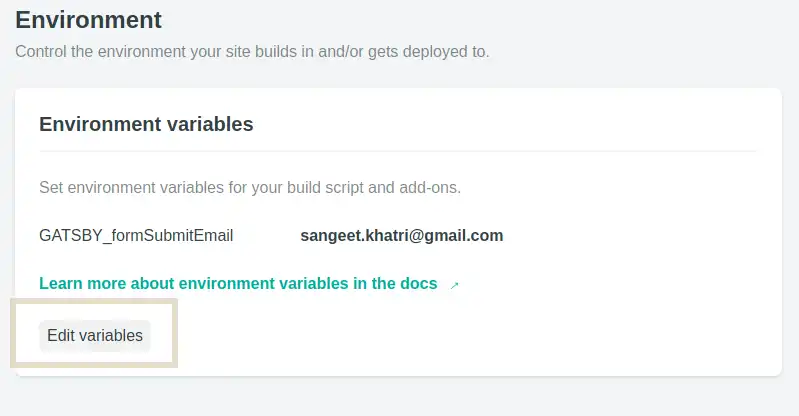 Environment
Control the environment your site builds in and/or gets deployed to.
Environment variables
Set environment variables for your build script and add-ons.
GATSBY_formSubmitEmail sangeet.khatri@gmail.com
Learn more about environment variables in the docs →
Edit variables